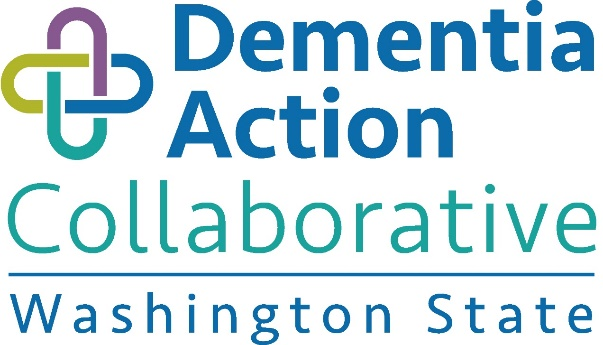 Dementia
Action
Collaborative
Washington State